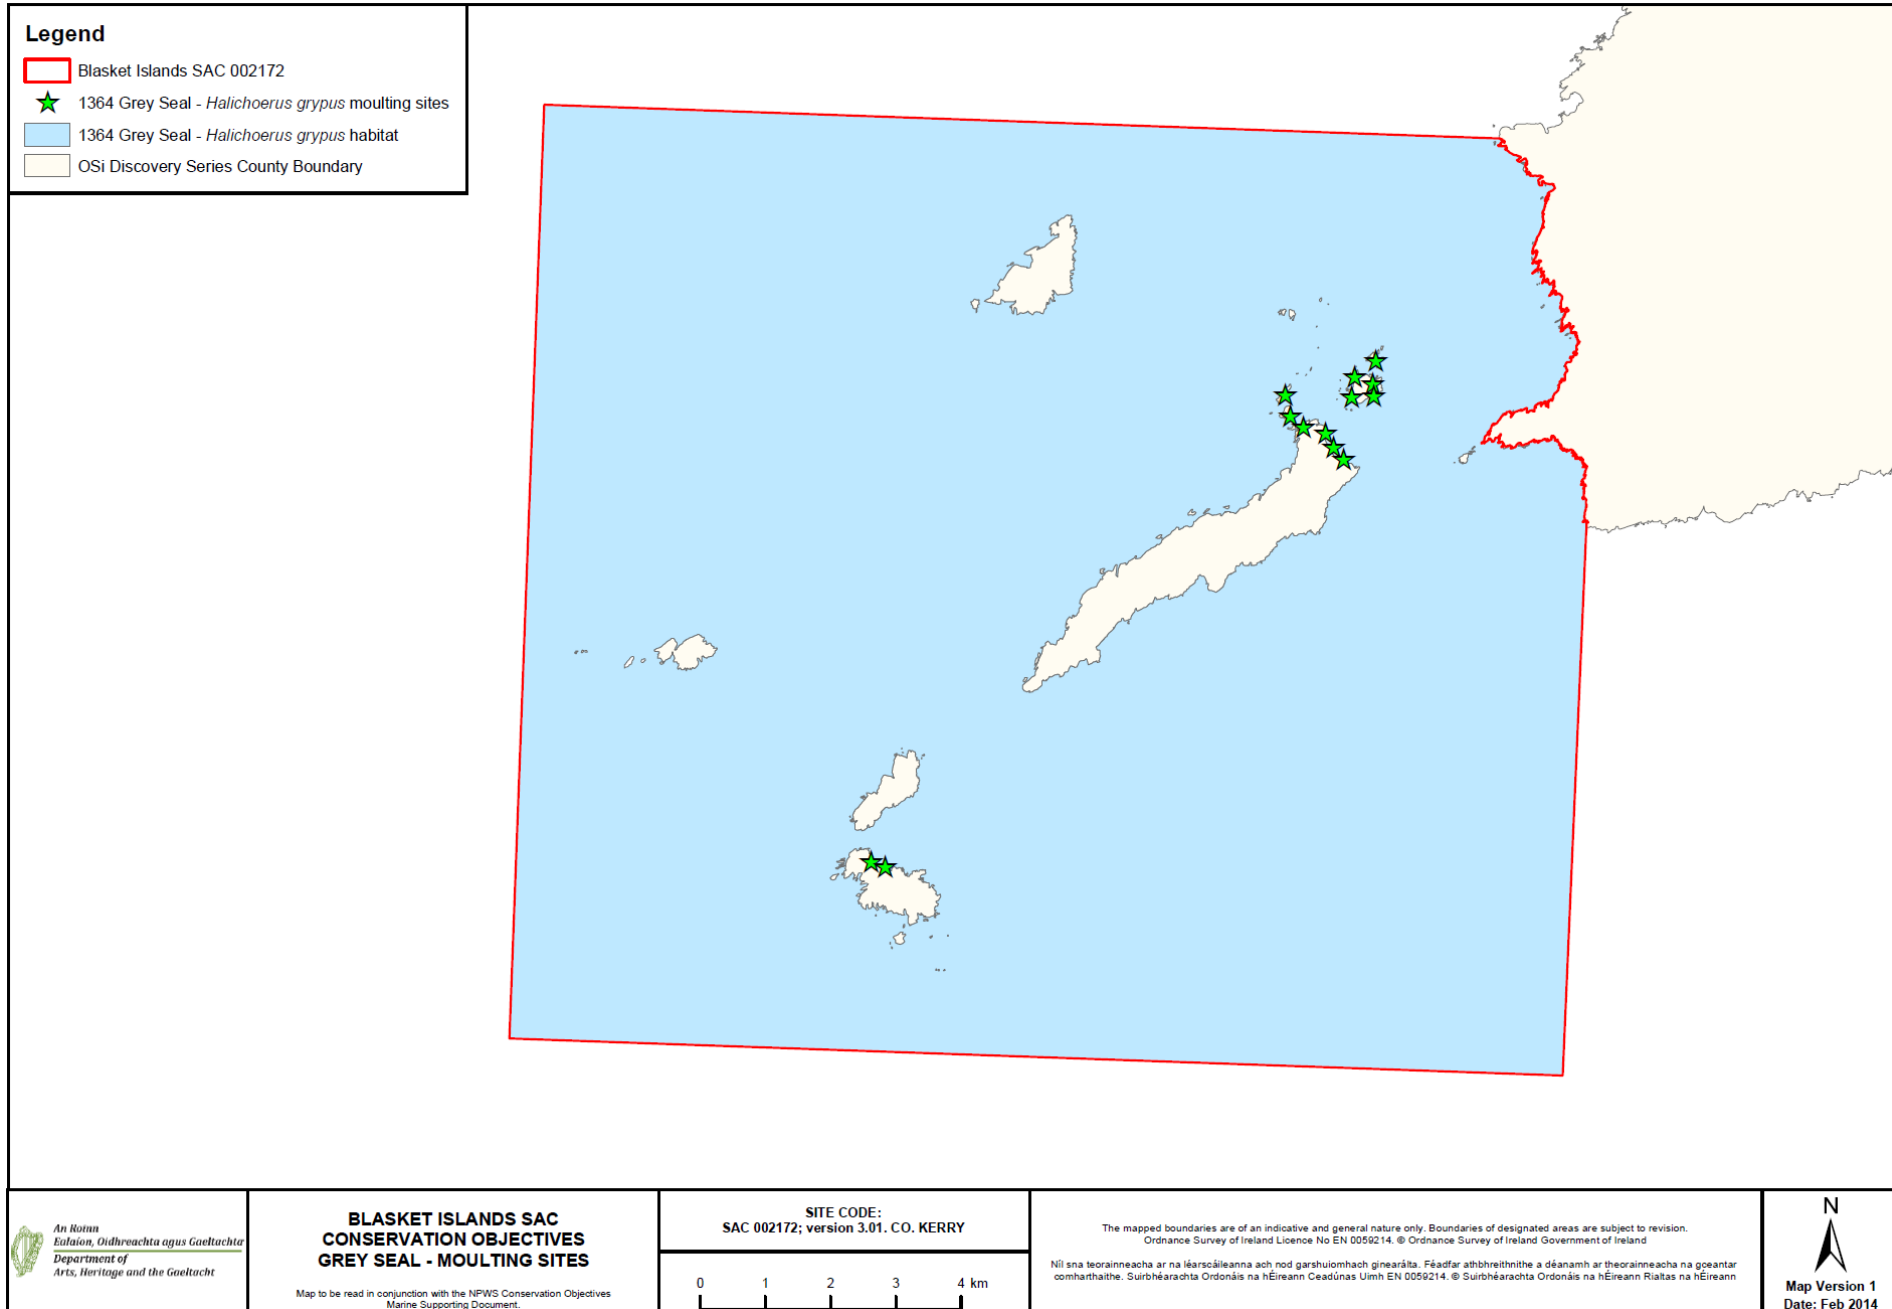 Legend
Blasket Islands SAC 002172
1364 Grey Seal - Halichoerus grypus moulting sites
1364 Grey Seal - Halichoerus grypus habitat
OSi Discovery Series County Boundary
An Roinn
Ealaíon, Oidhreachta agus Gaeltachta
Department of
Arts, Heritage and the Gaeltacht
BLASKET ISLANDS SAC
CONSERVATION OBJECTIVES
GREY SEAL - MOULTING SITES
Map to be read in conjunction with the NPWS Conservation Objectives
Marine Supporting Document.
SITE CODE:
SAC 002172; version 3.01. CO. KERRY
0 1 2 3 4 km
The mapped boundaries are of an indicative and general nature only. Boundaries of designated areas are subject to revision.
Ordnance Survey of Ireland Licence No EN 0059214. © Ordnance Survey of Ireland Government of Ireland
Níl sna teorainneacha ar na léarscáileanna ach nod garshuiomhach ginearálta. Féadfar athbhreithnithe a déanamh ar theorainneacha na gceantar
comharthaithe. Suirbhéarachta Ordonáis na hÉireann Ceadúnas Uimh EN 0059214. © Suirbhéarachta Ordonáis na hÉireann Rialtas na hÉireann
N
Map Version 1
Date: Feb 2014